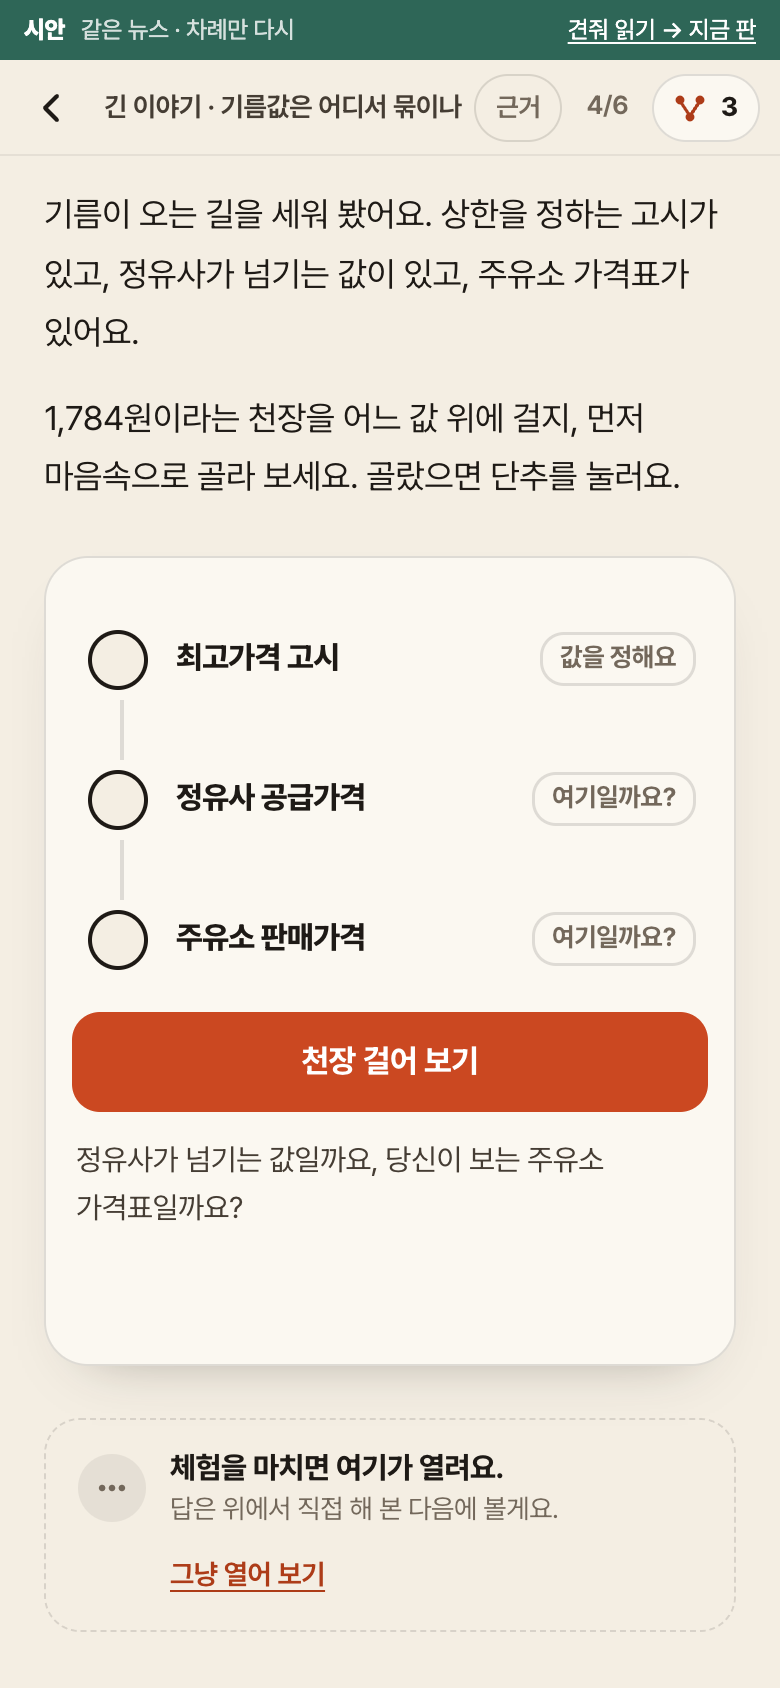 시안 같은 뉴스 · 차례만 다시 견줘 읽기 → 지금 판
긴 이야기 · 기름값은 어디서 묶이나 근거 4/6 3
기름이 오는 길을 세워 봤어요. 상한을 정하는 고시가
있고, 정유사가 넘기는 값이 있고, 주유소 가격표가
있어요.
1,784원이라는 천장을 어느 값 위에 걸지, 먼저
마음속으로 골라 보세요. 골랐으면 단추를 눌러요.
최고가격 고시 값을 정해요
정유사 공급가격 여기일까요?
주유소 판매가격 여기일까요?
천장 걸어 보기
정유사가 넘기는 값일까요, 당신이 보는 주유소
가격표일까요?
체험을 마치면 여기가 열려요.
답은 위에서 직접 해 본 다음에 볼게요.
그냥 열어 보기